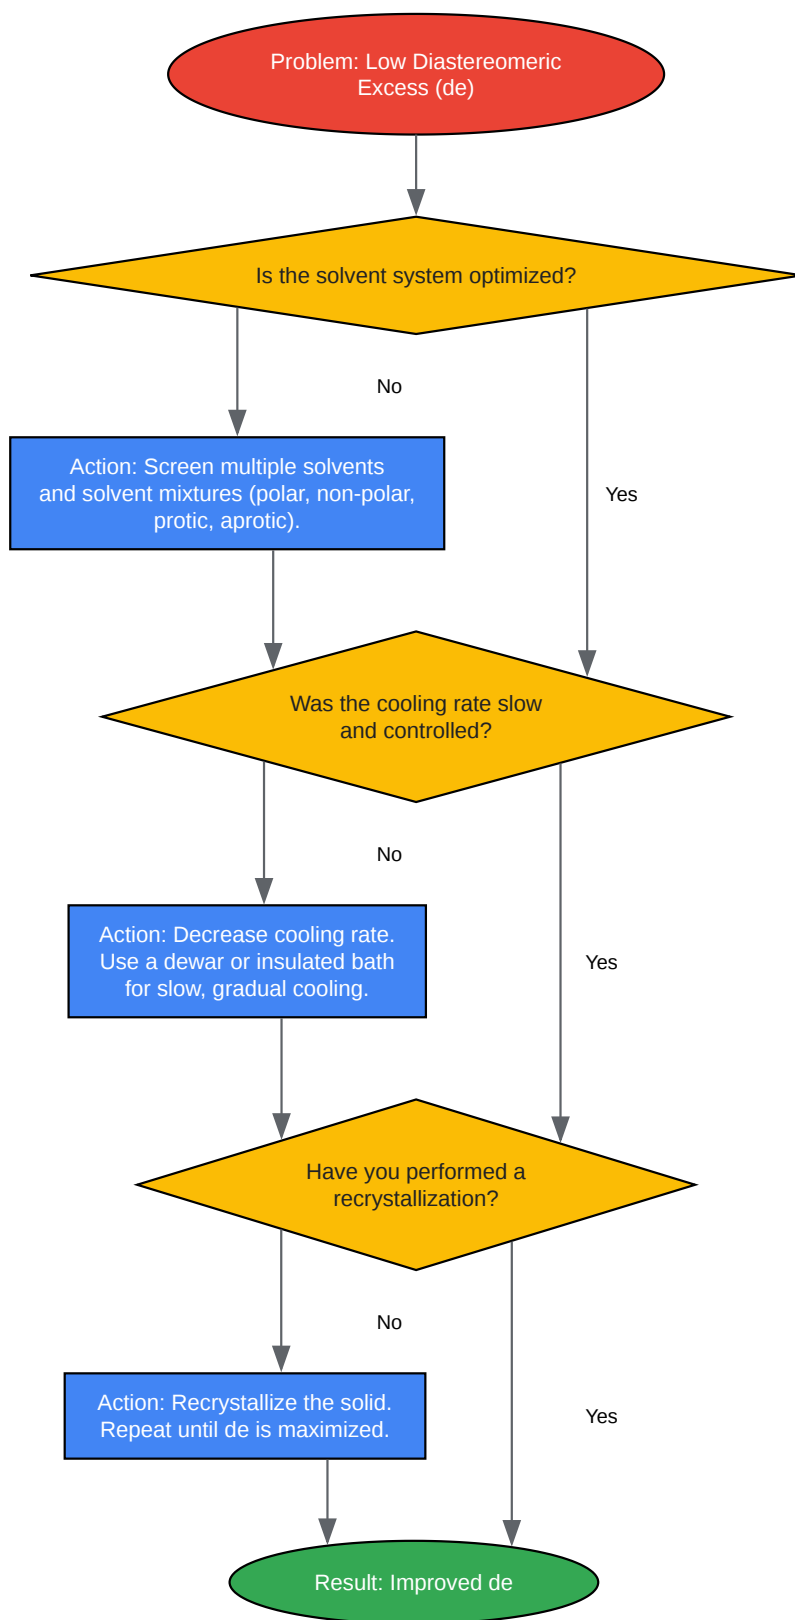 Problem: Low Diastereomeric
Excess (de)
Is the solvent system optimized?
No
Action: Screen multiple solvents
and solvent mixtures (polar, non-polar,
protic, aprotic).
Yes
Was the cooling rate slow
and controlled?
No
Action: Decrease cooling rate.
Use a dewar or insulated bath
for slow, gradual cooling.
Yes
Have you performed a
recrystallization?
No
Action: Recrystallize the solid.
Repeat until de is maximized.
Yes
Result: Improved de